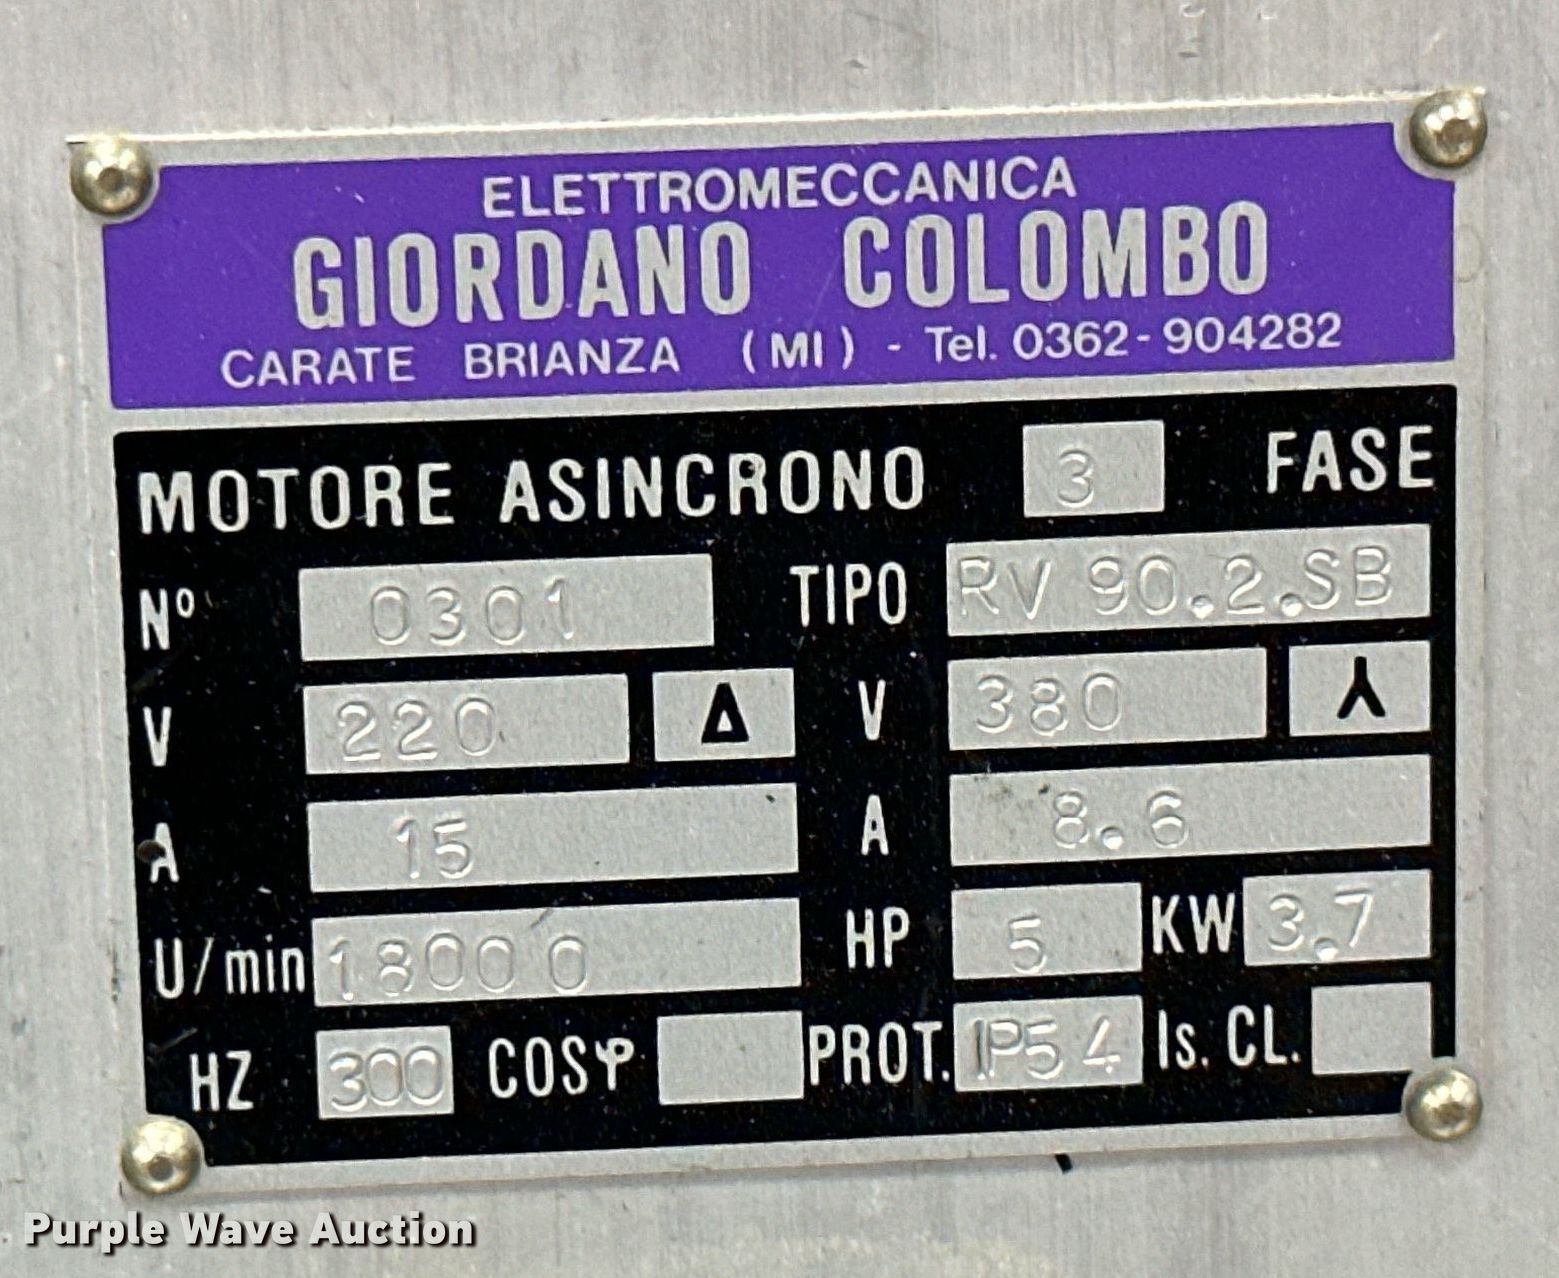 ELETTROMECCANICA
GIORDANO COLOMBO
CARATE BRIANZA (MI) - Tel. 0362-904282
MOTORE ASINCRONO 3 FASE
N° 0301 TIPO RV 90.2.SB
V 220 Δ V 380 Y
A 15 A 8.6
U/min 18000 HP 5 KW 3.7
HZ 300 COSφ PROT. IP54 Is. CL.
Purple Wave Auction